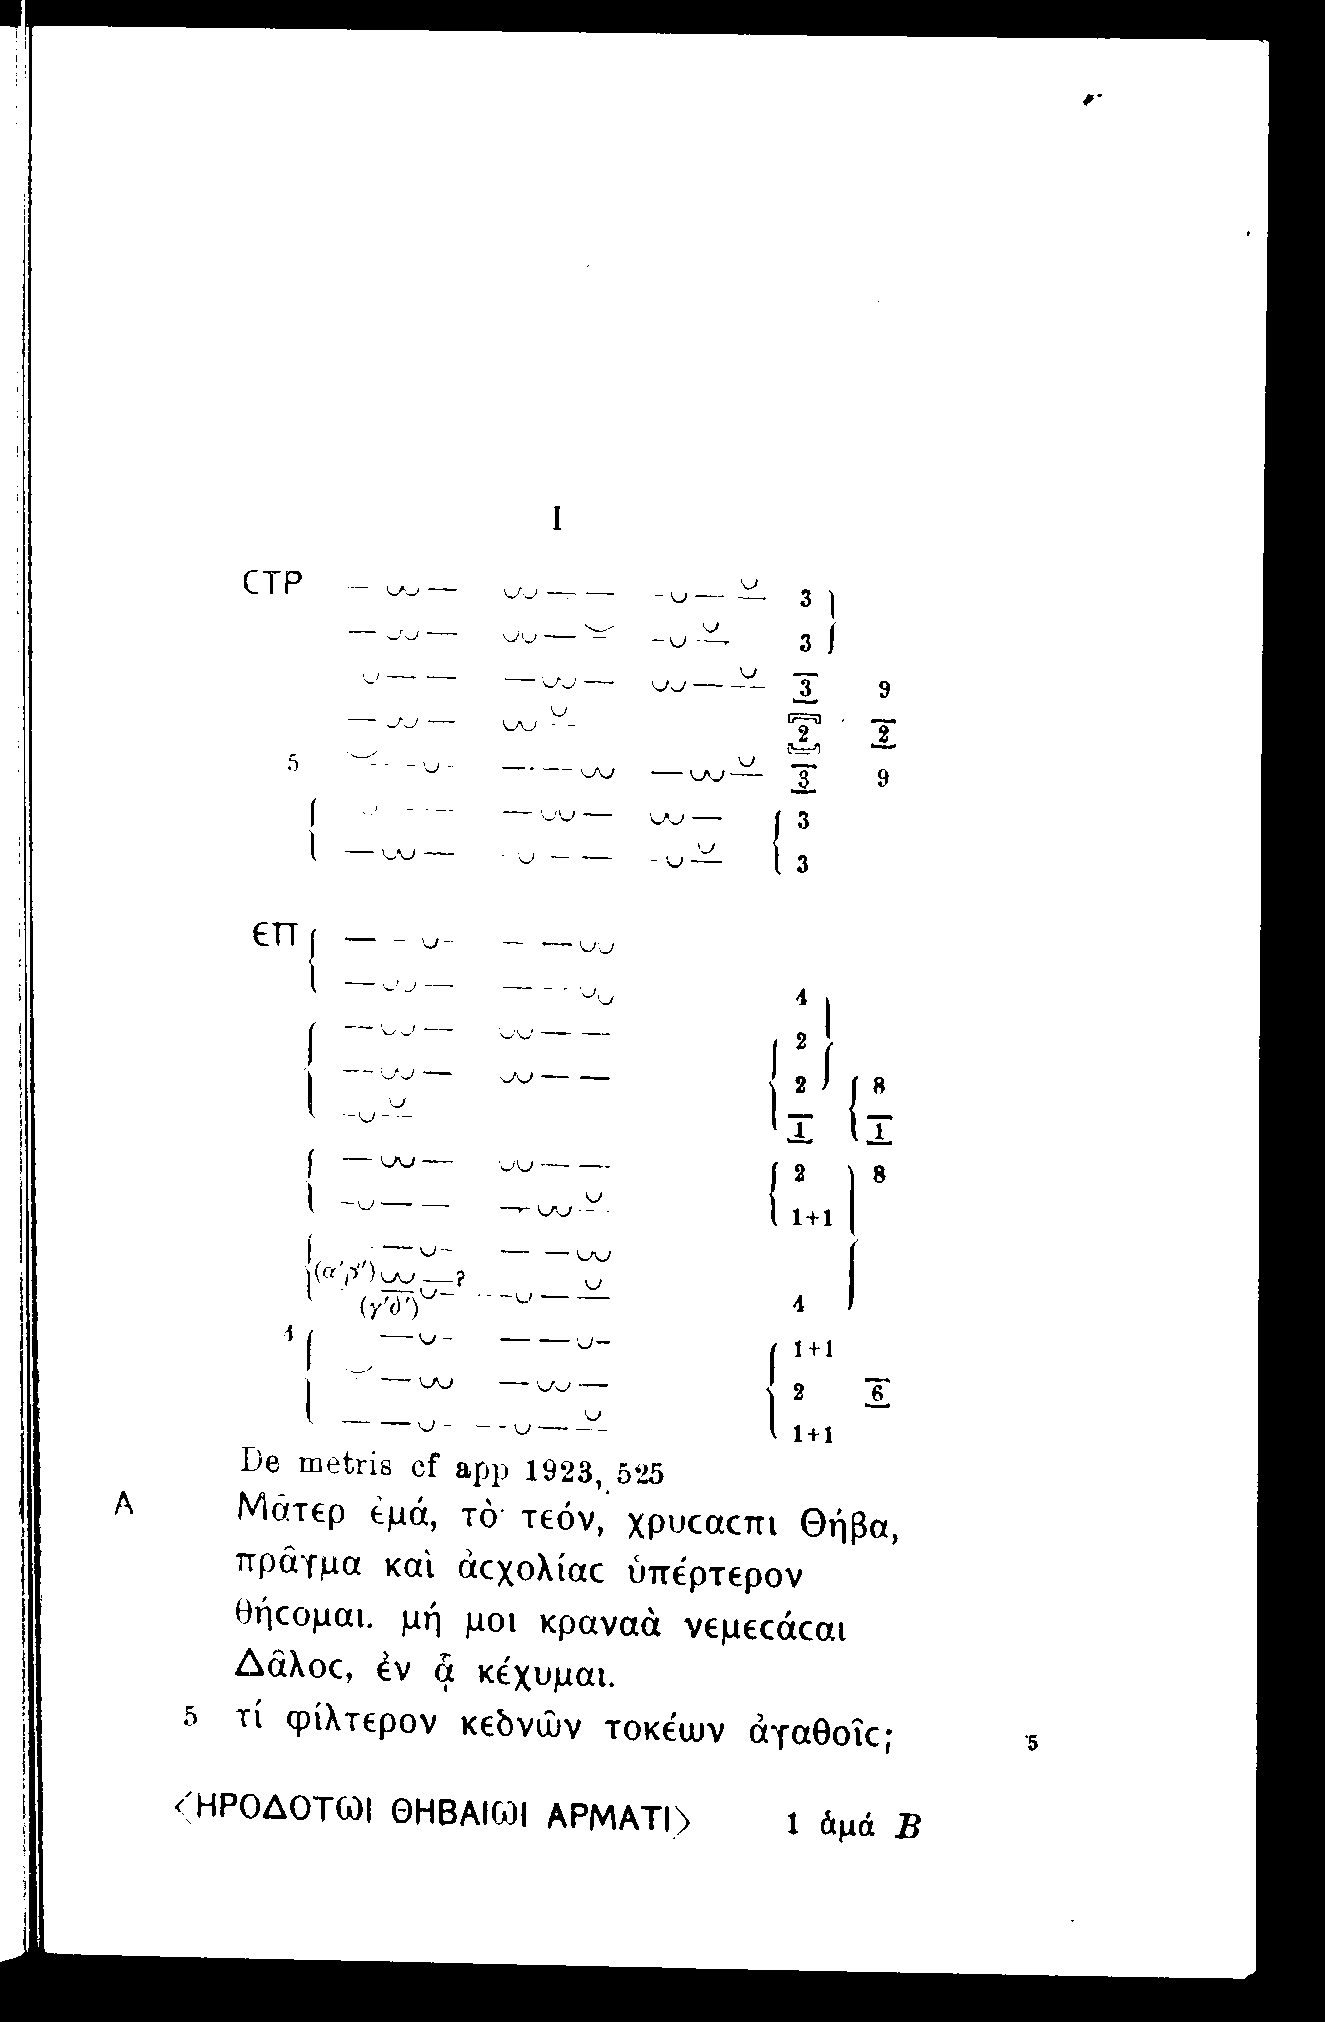 I
СΤΡ — ⏑⏑ — ⏑⏑ — — — ⏑ — ⏓ 3
— ⏑⏑ — ⏑⏑ — ⏓ — ⏑ ⏓ 3
⏑ — — — ⏑⏑ — ⏑⏑ — ⏓ 3 9
— ⏑⏑ — ⏑⏑ ⏓ 2 2
5 ⏓ — ⏑ — — — ⏑⏑ — ⏑⏑ ⏓ 3 9
⏑ — — — ⏑⏑ — ⏑⏑ — 3
— ⏑⏑ — ⏑ — — — ⏑ ⏓ 3
ЄΠ — — ⏑ — — — ⏑⏑
— ⏑⏑ — — — ⏑⏑ 4
— ⏑⏑ — ⏑⏑ — — 2
— ⏑⏑ — ⏑⏑ — — 2 8
— ⏑ ⏓ 1 1
— ⏑⏑ — ⏑⏑ — — 2 8
— ⏑ — — — ⏑⏑ ⏓ 1+1
— ⏑ — — — ⏑⏑
(α′β′) ⏑⏑ — ?
(γ′δ′) — ⏑ — — — ⏑ — ⏓ 4
4 — ⏑ — — — ⏑ — 1+1
⏓ — ⏑⏑ — ⏑⏑ — 2 6
— — ⏑ — — — ⏑ — ⏓ 1+1
De metris cf app 1923, 525
Α Μᾶτερ ἐμά, τὸ τεόν, χρυϲαϲπι Θήβα,
πρᾶγμα καὶ ἀϲχολίαϲ ὑπέρτερον
θήϲομαι. μή μοι κραναὰ νεμεϲάϲαι
Δᾶλοϲ, ἐν ᾇ κέχυμαι.
5 τί φίλτερον κεδνῶν τοκέων ἀγαθοῖϲ; 5
<ΗΡΟΔΟΤΩΙ ΘΗΒΑΙΩΙ ΑΡΜΑΤΙ> 1 ἁμά B